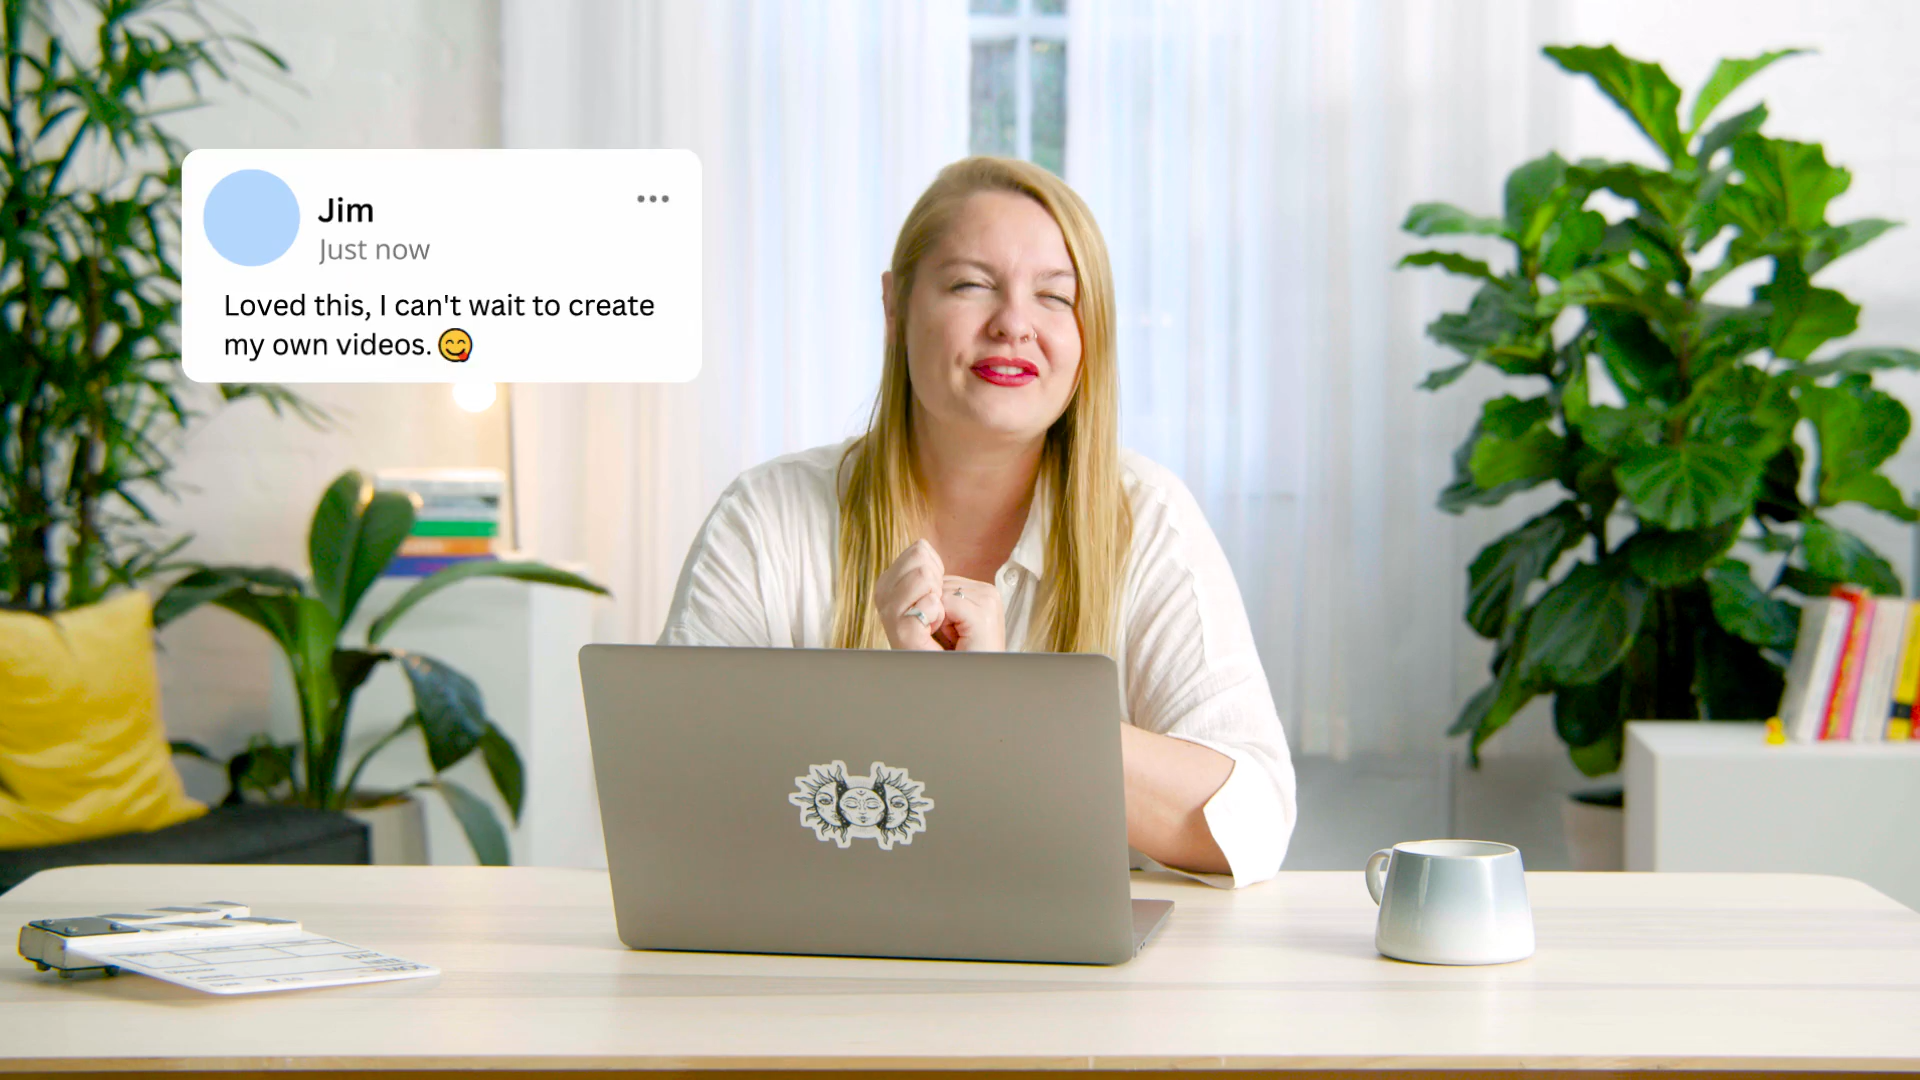 Jim
Just now
Loved this, I can't wait to create
my own videos. 😋